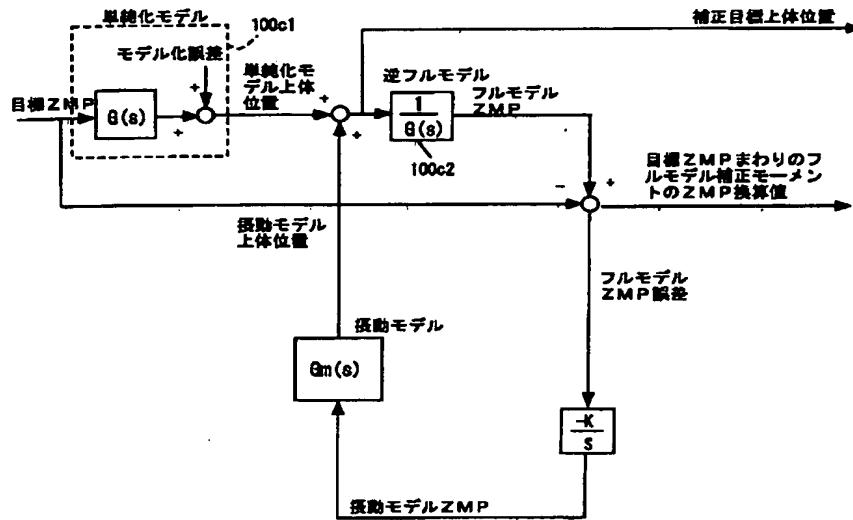 単純化モデル
100c1
補正目標上体位置
モデル化誤差
+
単純化モ
デル上体
位置
逆フルモデル
フルモデル
ZMP
目標ZMP
G(s)
+
+
+
1
G(s)
100c2
目標ZMPまわりのフ
ルモデル補正モーメン
トのZMP換算値
-
+
摂動モデル
上体位置
フルモデル
ZMP誤差
摂動モデル
Gm(s)
-K
S
摂動モデルZMP